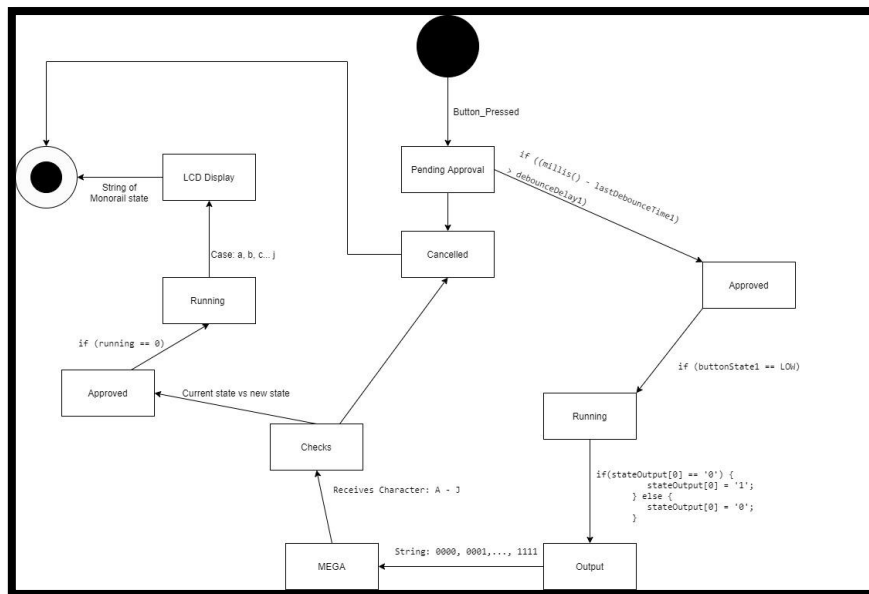 Button_Pressed
Pending Approval
if ((millis() - lastDebounceTime1)
> debounceDelay1)
LCD Display
String of
Monorail state
Cancelled
Case: a, b, c... j
Approved
Running
if (running == 0)
if (buttonState1 == LOW)
Approved
Current state vs new state
Running
Checks
if(stateOutput[0] == '0') {
stateOutput[0] = '1';
} else {
stateOutput[0] = '0';
}
Receives Character: A - J
String: 0000, 0001,..., 1111
MEGA
Output